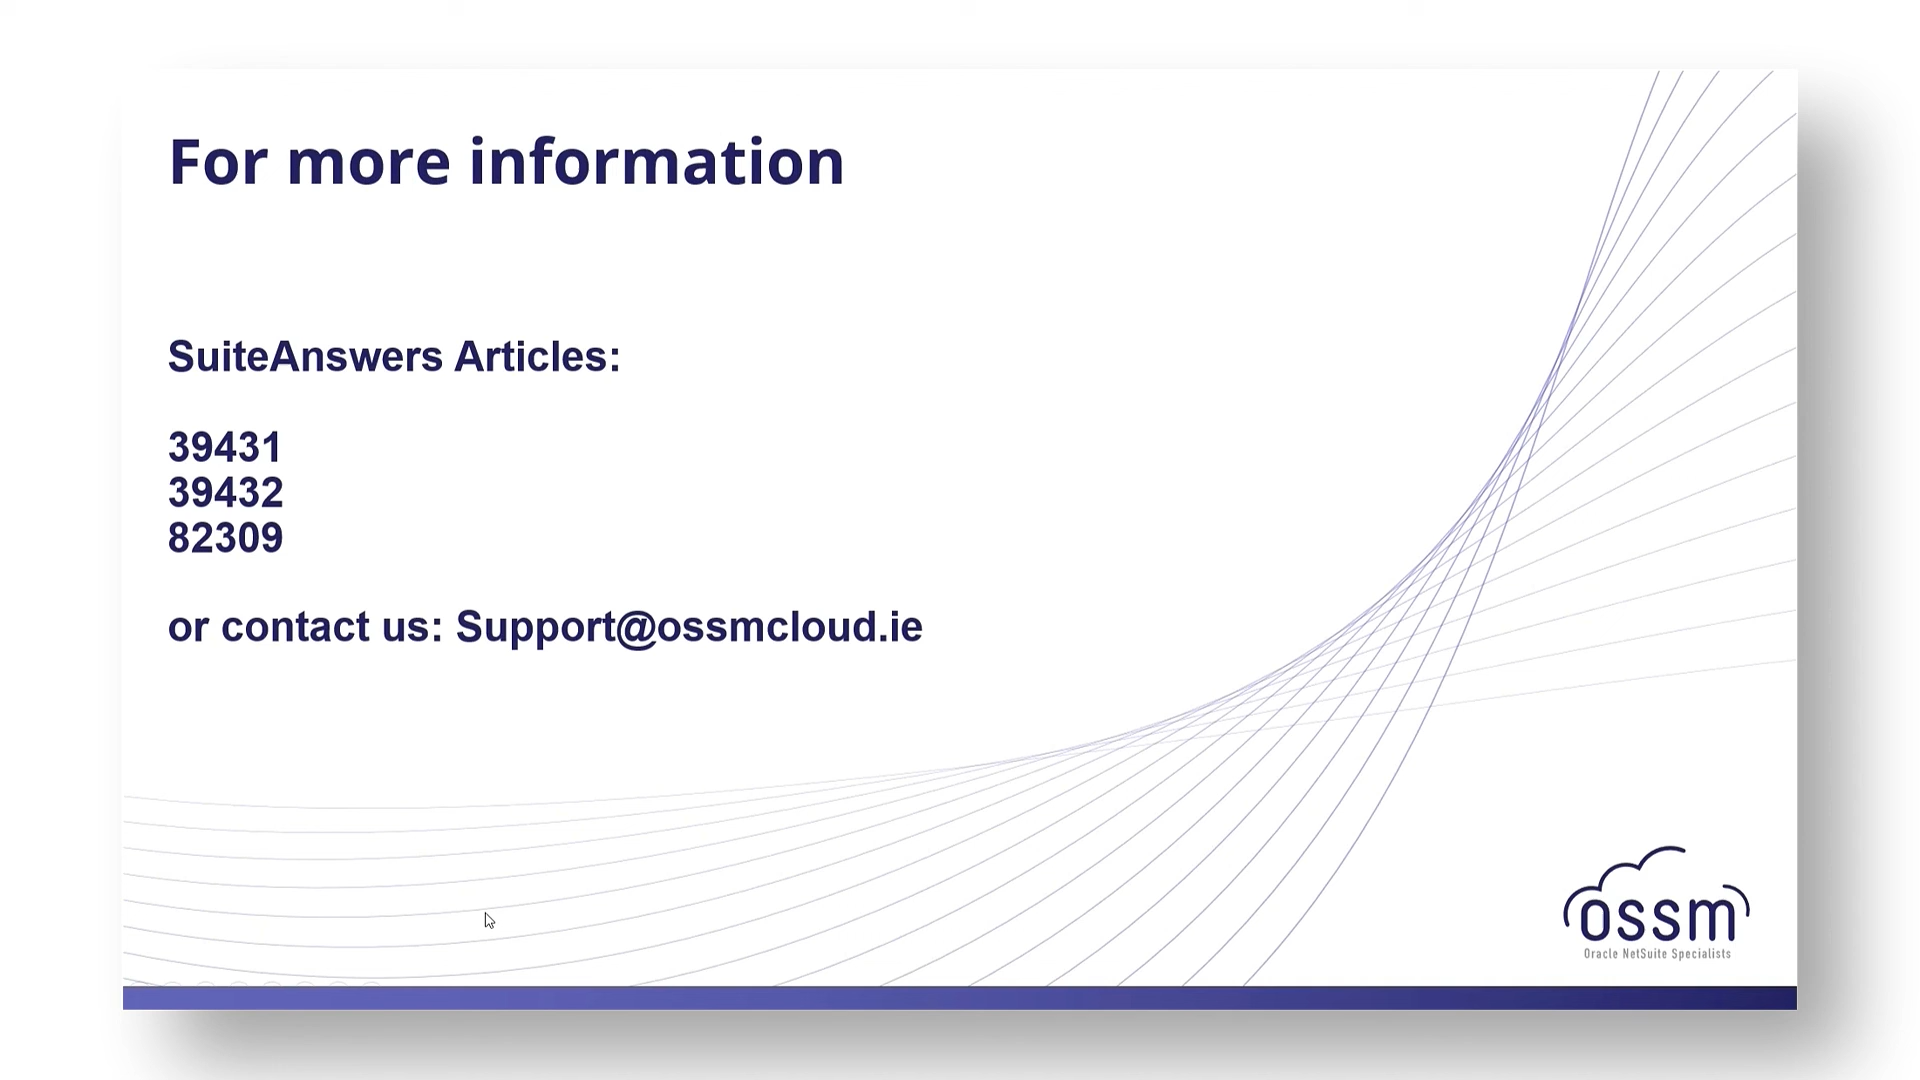 For more information
SuiteAnswers Articles:
39431
39432
82309
or contact us: Support@ossmcloud.ie
ossm
Oracle NetSuite Specialists